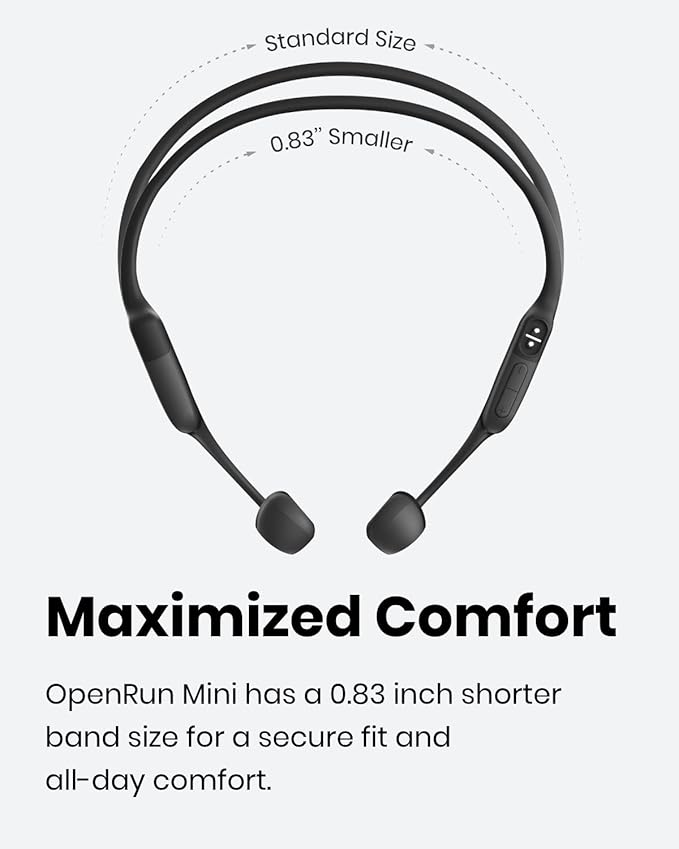 Standard Size
0.83” Smaller
Maximized Comfort
OpenRun Mini has a 0.83 inch shorter
band size for a secure fit and
all-day comfort.